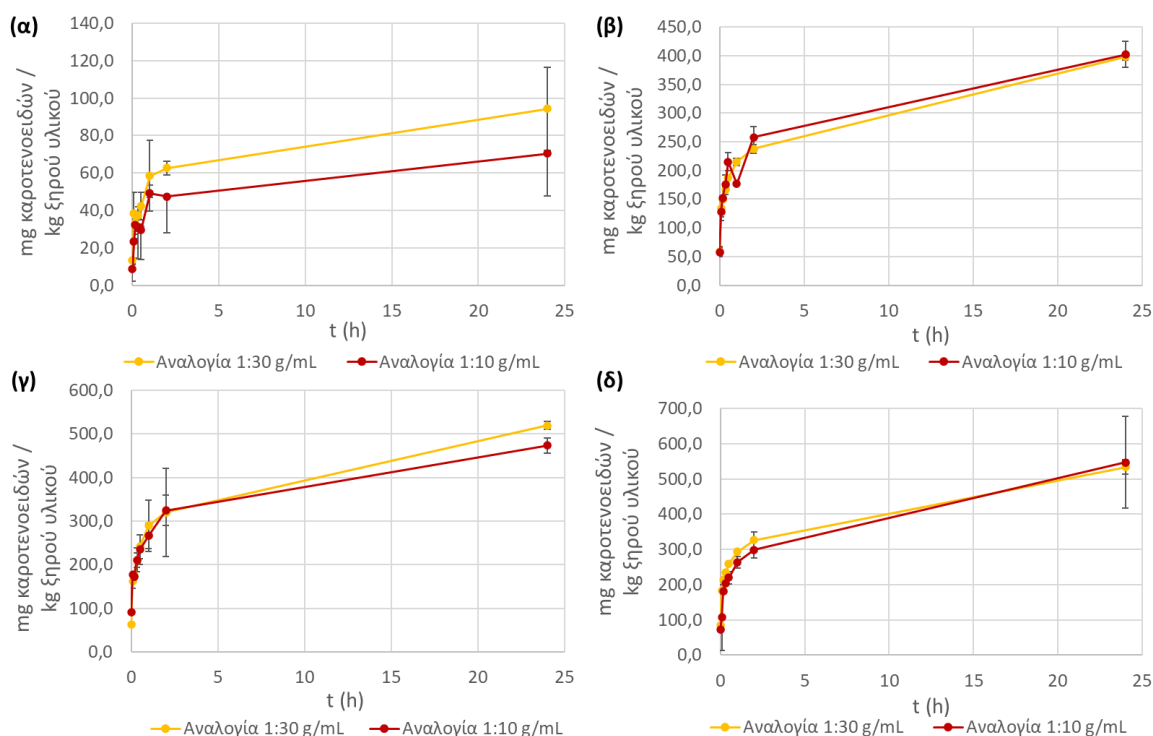 (α)
mg καροτενοειδών /
kg ξηρού υλικού
140,0
120,0
100,0
80,0
60,0
40,0
20,0
0,0
0 5 10 15 20 25
t (h)
Αναλογία 1:30 g/mL Αναλογία 1:10 g/mL
(β)
mg καροτενοειδών /
kg ξηρού υλικού
450,0
400,0
350,0
300,0
250,0
200,0
150,0
100,0
50,0
0,0
0 5 10 15 20 25
t (h)
Αναλογία 1:30 g/mL Αναλογία 1:10 g/mL
(γ)
mg καροτενοειδών /
kg ξηρού υλικού
600,0
500,0
400,0
300,0
200,0
100,0
0,0
0 5 10 15 20 25
t (h)
Αναλογία 1:30 g/mL Αναλογία 1:10 g/mL
(δ)
mg καροτενοειδών /
kg ξηρού υλικού
700,0
600,0
500,0
400,0
300,0
200,0
100,0
0,0
0 5 10 15 20 25
t (h)
Αναλογία 1:30 g/mL Αναλογία 1:10 g/mL